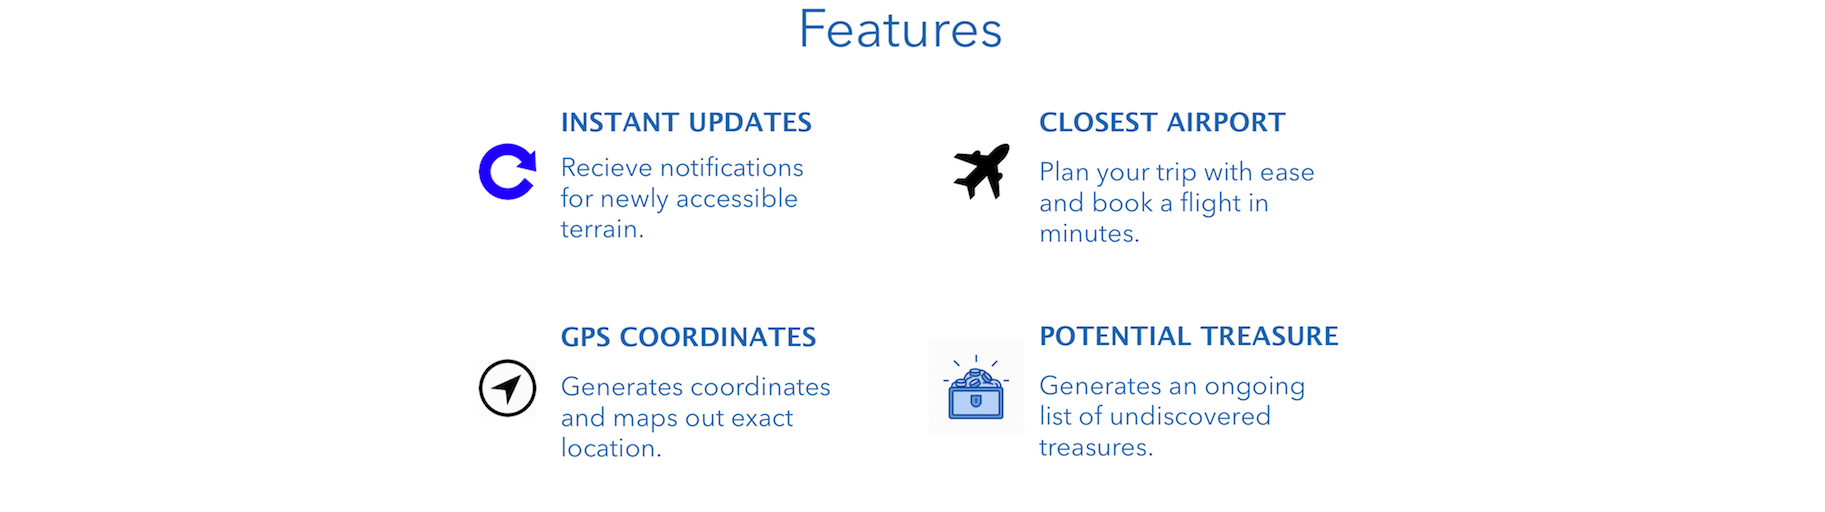 Features
INSTANT UPDATES
Recieve notifications
for newly accessible
terrain.
CLOSEST AIRPORT
Plan your trip with ease
and book a flight in
minutes.
GPS COORDINATES
Generates coordinates
and maps out exact
location.
POTENTIAL TREASURE
Generates an ongoing
list of undiscovered
treasures.